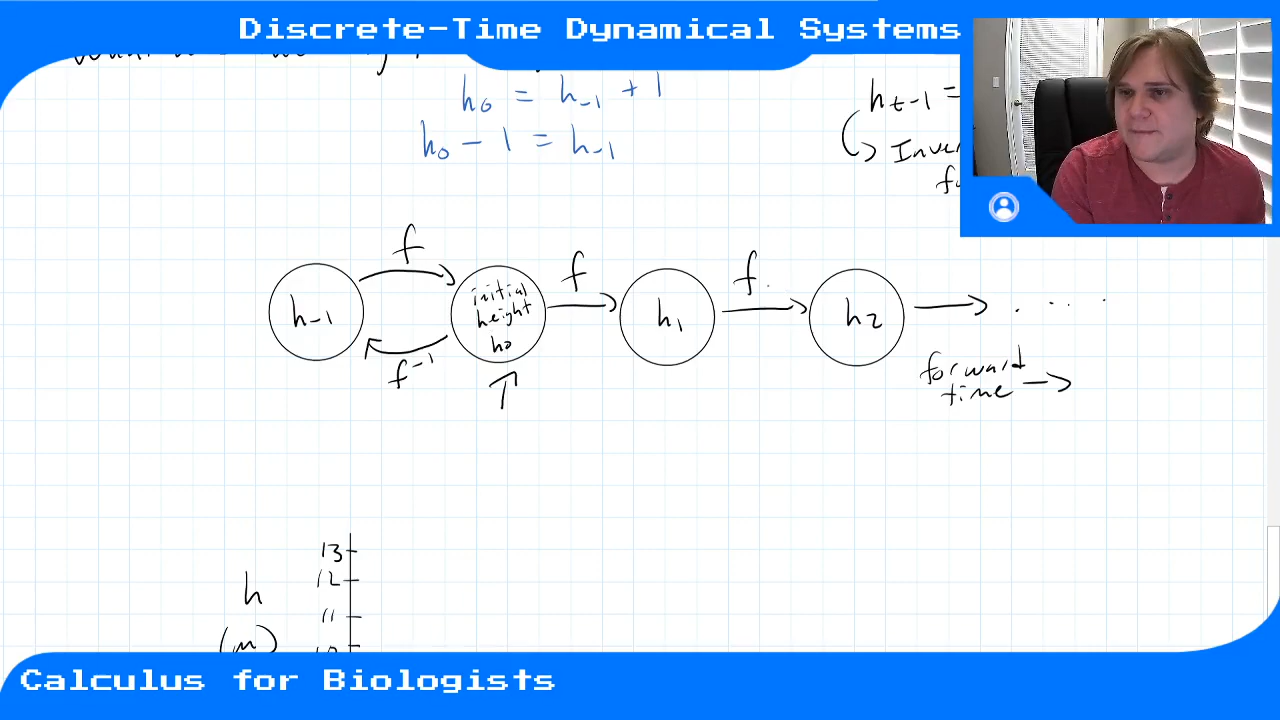 Discrete-Time Dynamical Systems
h₀ = h₋₁ + 1
h₀ - 1 = h₋₁
hₜ₋₁ =
f
f
f
h₋₁
initial
height
h₀
h₁
h₂
. . . .
f⁻¹
forward
time →
13
12
11
h
(m)
Calculus for Biologists